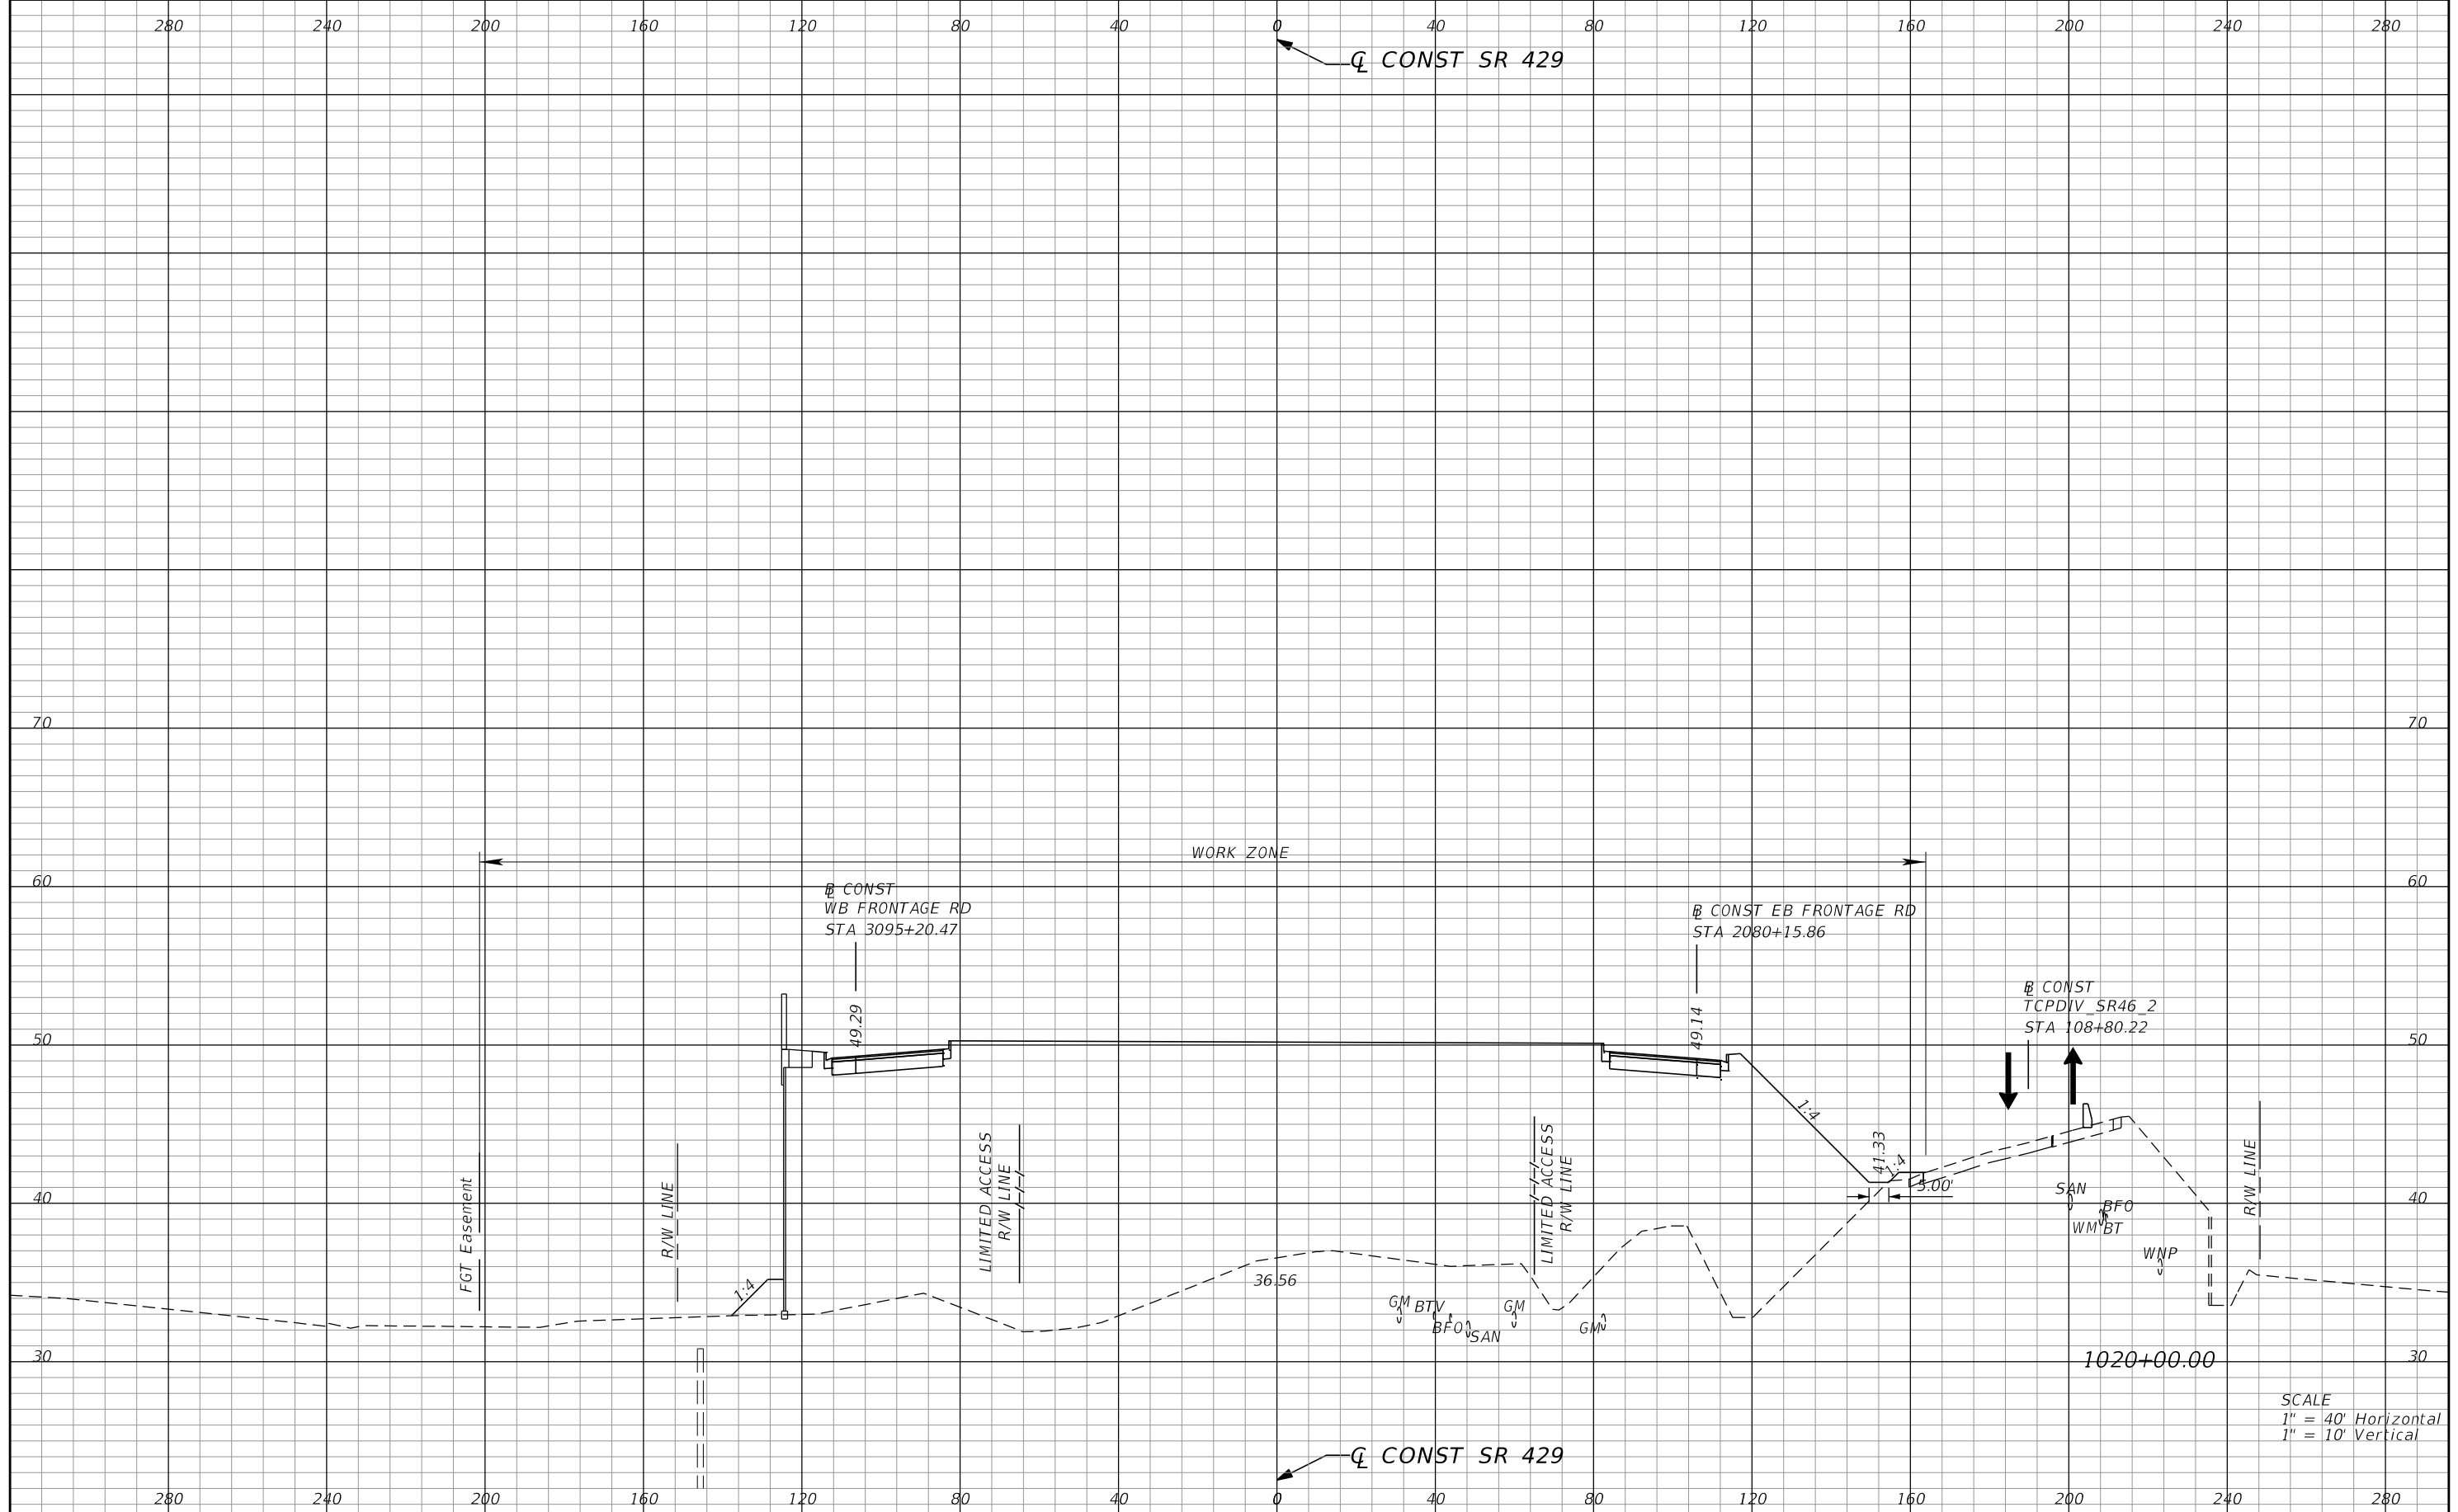 280 240 200 160 120 80 40 0 40 80 120 160 200 240 280
℄ CONST SR 429
70 70
WORK ZONE
60 60
℄ CONST
WB FRONTAGE RD
STA 3095+20.47
℄ CONST EB FRONTAGE RD
STA 2080+15.86
℄ CONST
TCPDIV_SR46_2
STA 108+80.22
49.29
49.14
50 50
1:4
41.33
1:4
5.00'
40 40
FGT Easement
R/W LINE
LIMITED ACCESS
R/W LINE
LIMITED ACCESS
R/W LINE
R/W LINE
SAN
BFO
WM
BT
WNP
1:4
36.56
GM
BTV
BFO
SAN
GM
GM
30 30
1020+00.00
SCALE
1" = 40' Horizontal
1" = 10' Vertical
℄ CONST SR 429
280 240 200 160 120 80 40 0 40 80 120 160 200 240 280